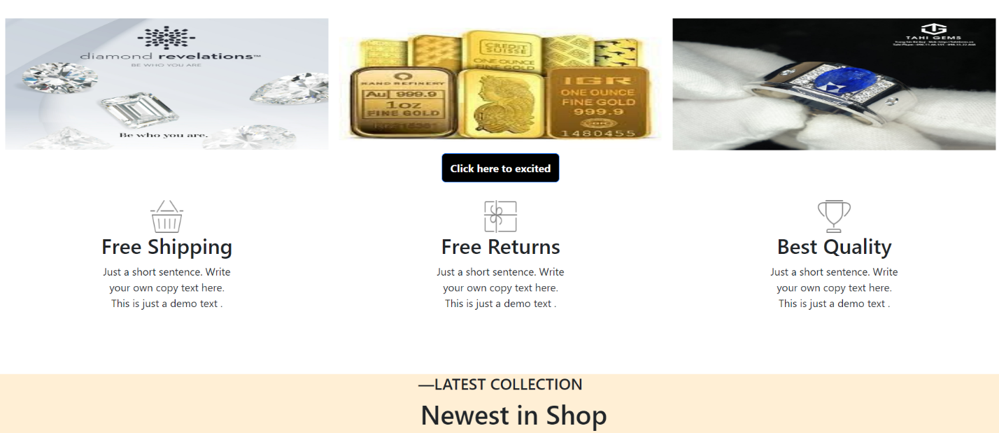 diamond revelations™
BE WHO YOU ARE
Be who you are.
CREDIT
SUISSE
ONE OUNCE
FINE GOLD
RAND REFINERY
Au 999.9
1oz
FINE GOLD
IGR
ONE OUNCE
FINE GOLD
999.9
IGR
1480455
TG
TAHI GEMS
Click here to excited
Free Shipping
Just a short sentence. Write
your own copy text here.
This is just a demo text .
Free Returns
Just a short sentence. Write
your own copy text here.
This is just a demo text .
Best Quality
Just a short sentence. Write
your own copy text here.
This is just a demo text .
—LATEST COLLECTION
Newest in Shop